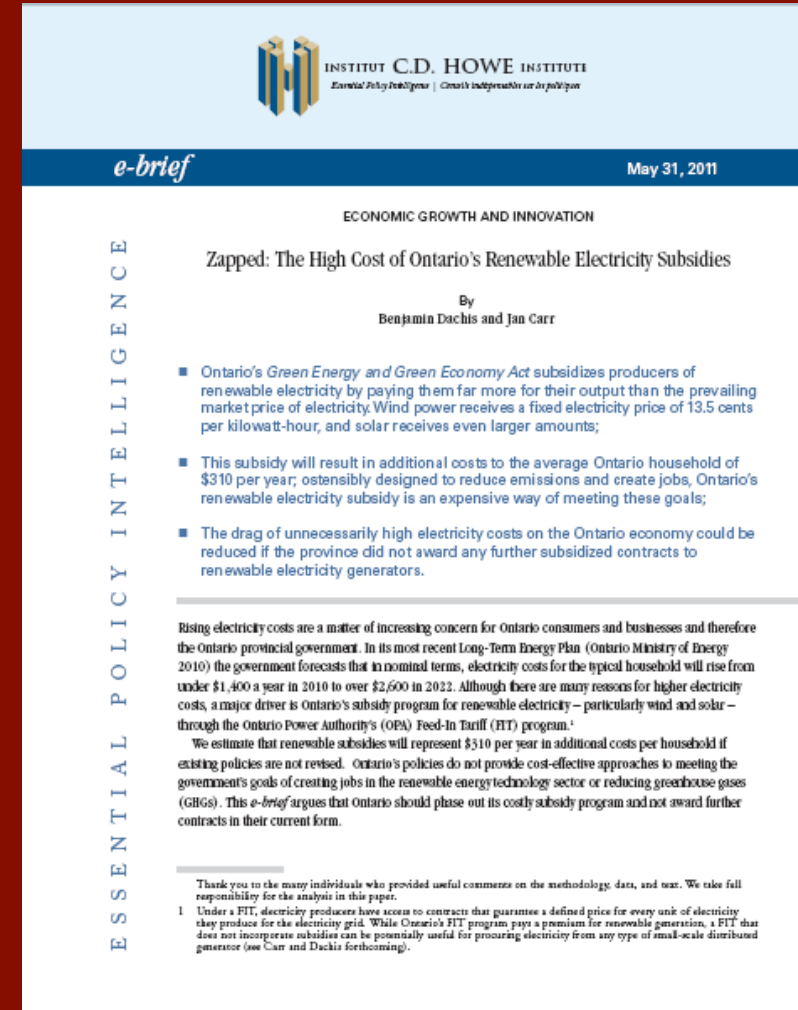 INSTITUT C.D. HOWE INSTITUTE
Essential Policy Intelligence | Conseils indispensables sur les politiques
e-brief
May 31, 2011
ECONOMIC GROWTH AND INNOVATION
Zapped: The High Cost of Ontario's Renewable Electricity Subsidies
By
Benjamin Dachis and Jan Carr
■ Ontario's Green Energy and Green Economy Act subsidizes producers of
renewable electricity by paying them far more for their output than the prevailing
market price of electricity. Wind power receives a fixed electricity price of 13.5 cents
per kilowatt-hour, and solar receives even larger amounts;
■ This subsidy will result in additional costs to the average Ontario household of
$310 per year; ostensibly designed to reduce emissions and create jobs, Ontario's
renewable electricity subsidy is an expensive way of meeting these goals;
■ The drag of unnecessarily high electricity costs on the Ontario economy could be
reduced if the province did not award any further subsidized contracts to
renewable electricity generators.
Rising electricity costs are a matter of increasing concern for Ontario consumers and businesses and therefore
the Ontario provincial government. In its most recent Long-Term Energy Plan (Ontario Ministry of Energy
2010) the government forecasts that in nominal terms, electricity costs for the typical household will rise from
under $1,400 a year in 2010 to over $2,600 in 2022. Although there are many reasons for higher electricity
costs, a major driver is Ontario's subsidy program for renewable electricity – particularly wind and solar –
through the Ontario Power Authority's (OPA) Feed-In Tariff (FIT) program.¹
We estimate that renewable subsidies will represent $310 per year in additional costs per household if
existing policies are not revised. Ontario's policies do not provide cost-effective approaches to meeting the
government's goals of creating jobs in the renewable energy technology sector or reducing greenhouse gases
(GHGs). This e-brief argues that Ontario should phase out its costly subsidy program and not award further
contracts in their current form.
Thank you to the many individuals who provided useful comments on the methodology, data, and text. We take full
responsibility for the analysis in this paper.
1 Under a FIT, electricity producers have access to contracts that guarantee a defined price for every unit of electricity
they produce for the electricity grid. While Ontario's FIT program pays a premium for renewable generation, a FIT that
does not incorporate subsidies can be potentially useful for procuring electricity from any type of small-scale distributed
generator (see Carr and Dachis forthcoming).
ESSENTIAL POLICY INTELLIGENCE